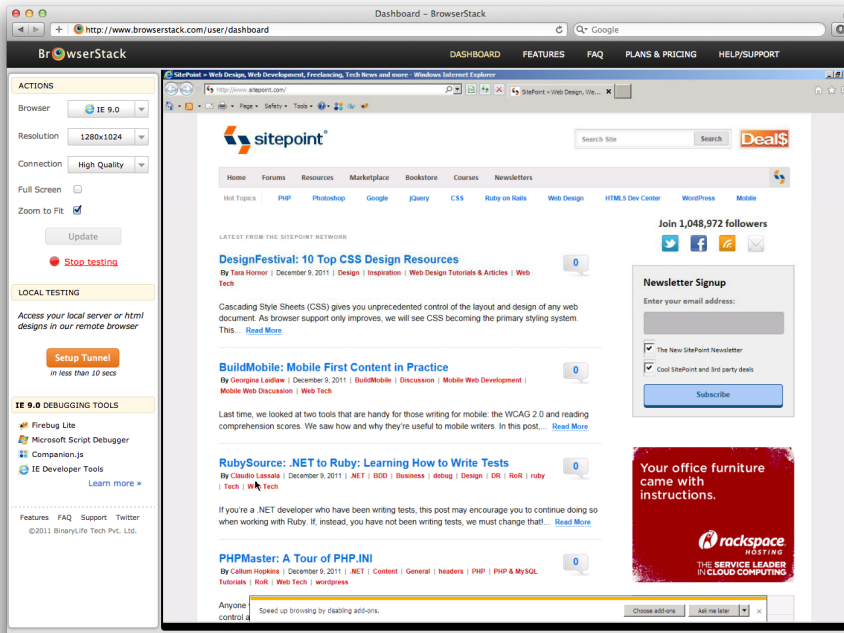 Dashboard – BrowserStack
http://www.browserstack.com/user/dashboard
Google
BrowserStack
DASHBOARD FEATURES FAQ PLANS & PRICING HELP/SUPPORT
ACTIONS
Browser IE 9.0
Resolution 1280x1024
Connection High Quality
Full Screen
Zoom to Fit
Update
Stop testing
LOCAL TESTING
Access your local server or html
designs in our remote browser
Setup Tunnel
in less than 10 secs
IE 9.0 DEBUGGING TOOLS
Firebug Lite
Microsoft Script Debugger
Companion.js
IE Developer Tools
Learn more »
Features FAQ Support Twitter
©2011 BinaryLife Tech Pvt. Ltd.
SitePoint » Web Design, Web Development, Freelancing, Tech News and more - Windows Internet Explorer
http://www.sitepoint.com/
SitePoint » Web Design, We...
Page Safety Tools
sitepoint
Search Site Search Deal$
Home Forums Resources Marketplace Bookstore Courses Newsletters
Hot Topics PHP Photoshop Google jQuery CSS Ruby on Rails Web Design HTML5 Dev Center WordPress Mobile
LATEST FROM THE SITEPOINT NETWORK
DesignFestival: 10 Top CSS Design Resources
0
By Tara Hornor | December 9, 2011 | Design | Inspiration | Web Design Tutorials & Articles | Web
Tech
Cascading Style Sheets (CSS) gives you unprecedented control of the layout and design of any web
document. As browser support only improves, we will see CSS becoming the primary styling system.
This... Read More
BuildMobile: Mobile First Content in Practice
0
By Georgina Laidlaw | December 9, 2011 | BuildMobile | Discussion | Mobile Web Development |
Mobile Web Discussion | Web Tech
Last time, we looked at two tools that are handy for those writing for mobile: the WCAG 2.0 and reading
comprehension scores. We saw how and why they're useful to mobile writers. In this post,... Read More
RubySource: .NET to Ruby: Learning How to Write Tests
0
By Claudio Lassala | December 9, 2011 | .NET | BDD | Business | debug | Design | DR | RoR | ruby
| Tech | Web Tech
If you're a .NET developer who have been writing tests, this post may encourage you to continue doing so
when working with Ruby. If, instead, you have not been writing tests, we must change that!... Read More
PHPMaster: A Tour of PHP.INI
0
By Callum Hopkins | December 9, 2011 | .NET | Content | General | headers | PHP | PHP & MySQL
Tutorials | RoR | Web Tech | wordpress
Anyone
control a
Join 1,048,972 followers
Newsletter Signup
Enter your email address:
The New SitePoint Newsletter
Cool SitePoint and 3rd party deals
Subscribe
Your office furniture
came with
instructions.
rackspace.
HOSTING
THE SERVICE LEADER
IN CLOUD COMPUTING
Speed up browsing by disabling add-ons.
Choose add-ons Ask me later